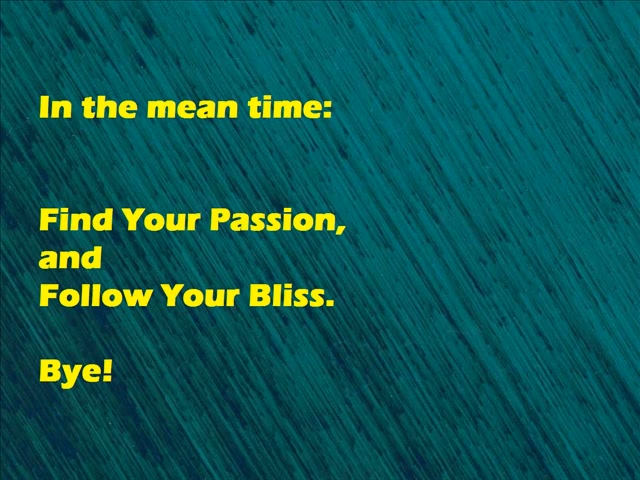 In the mean time:
Find Your Passion,
and
Follow Your Bliss.
Bye!